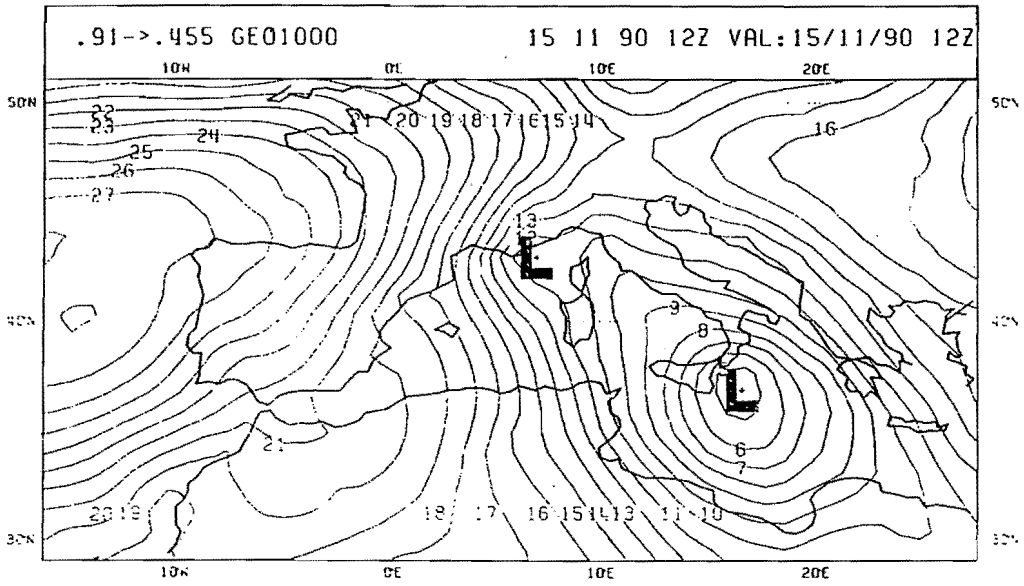 .91->.455 GEO1000 15 11 90 12Z VAL:15/11/90 12Z
10W 0E 10E 20E
50N 50N
22 21 20 19 18 17 16 15 14 16
23 24
25
26
27
13
L
40N 9 40N
8
L
21 6
7
20 19 18 17 16 15 14 13 11 10
30N 30N
10W 0E 10E 20E